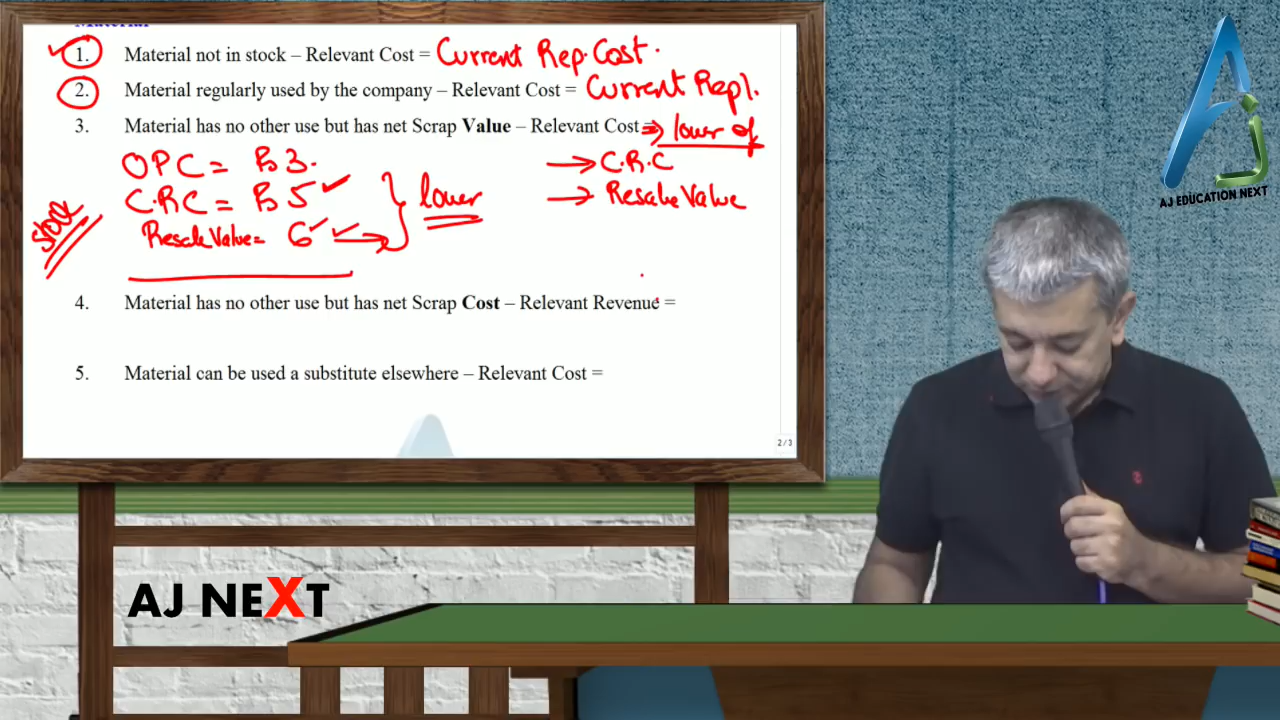 Material
1. Material not in stock – Relevant Cost = Current Rep. Cost.
2. Material regularly used by the company – Relevant Cost = Current Repl.
3. Material has no other use but has net Scrap Value – Relevant Cost => lower of
OPC = 3.
→ C.R.C
C.RC = 5
→ Resale Value
Resale Value = 6
lower
Stock
4. Material has no other use but has net Scrap Cost – Relevant Revenue =
5. Material can be used a substitute elsewhere – Relevant Cost =
2/3
AJ EDUCATION NEXT
AJ NEXT